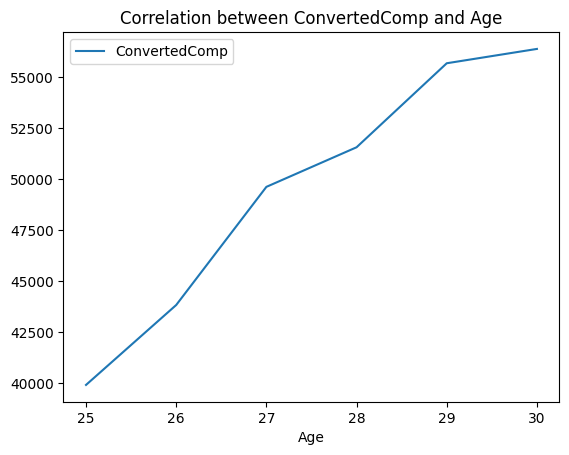 Correlation between ConvertedComp and Age
ConvertedComp
55000
52500
50000
47500
45000
42500
40000
25 26 27 28 29 30
Age